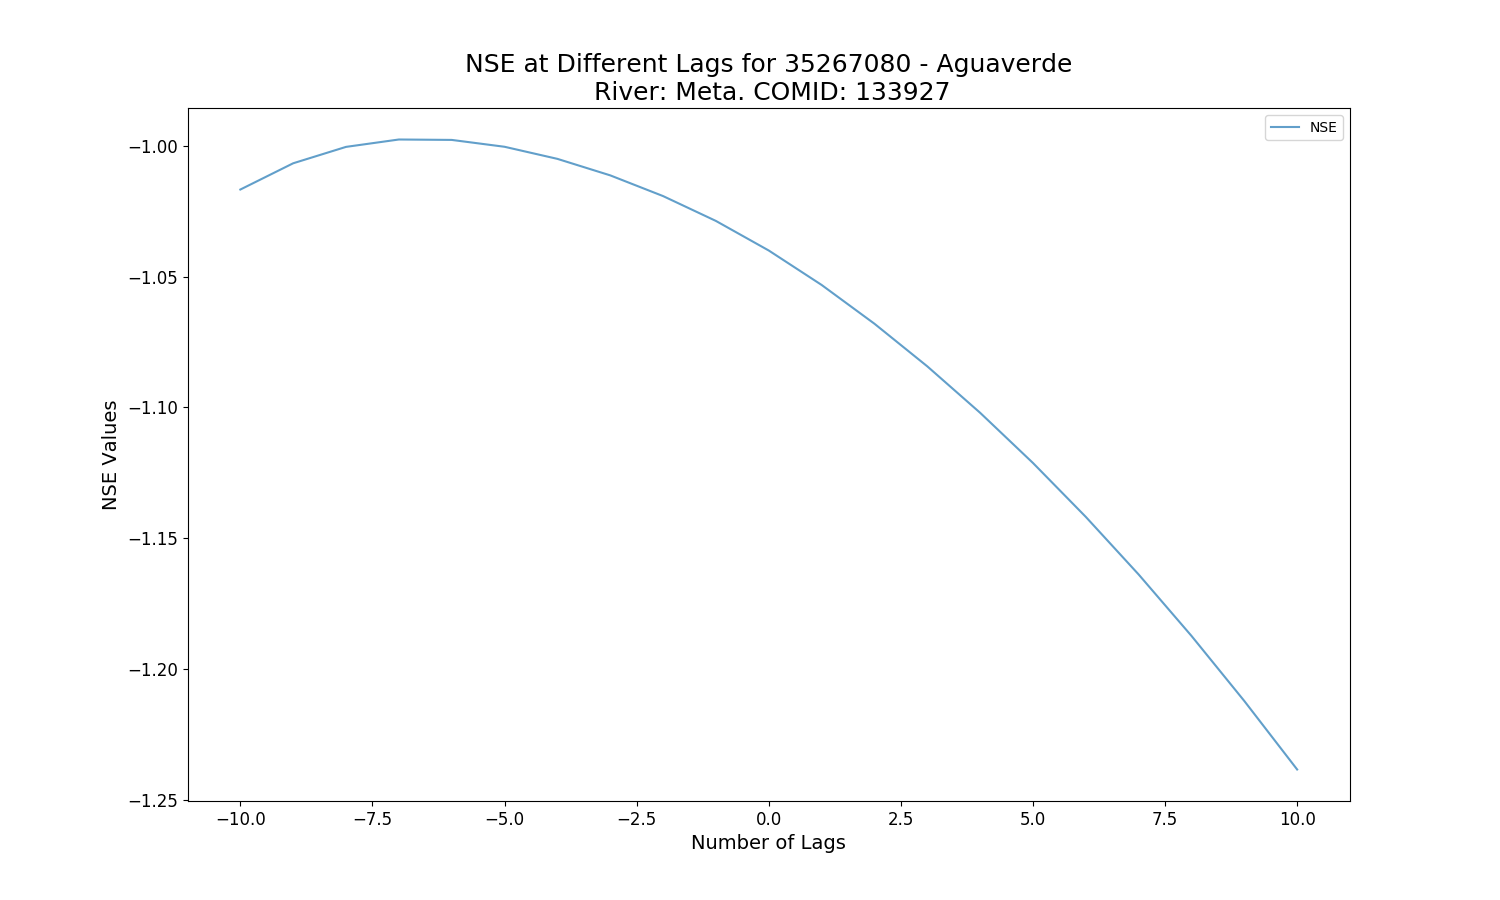 NSE at Different Lags for 35267080 - Aguaverde
River: Meta. COMID: 133927
NSE
−1.00
−1.05
−1.10
−1.15
−1.20
−1.25
NSE Values
−10.0 −7.5 −5.0 −2.5 0.0 2.5 5.0 7.5 10.0
Number of Lags